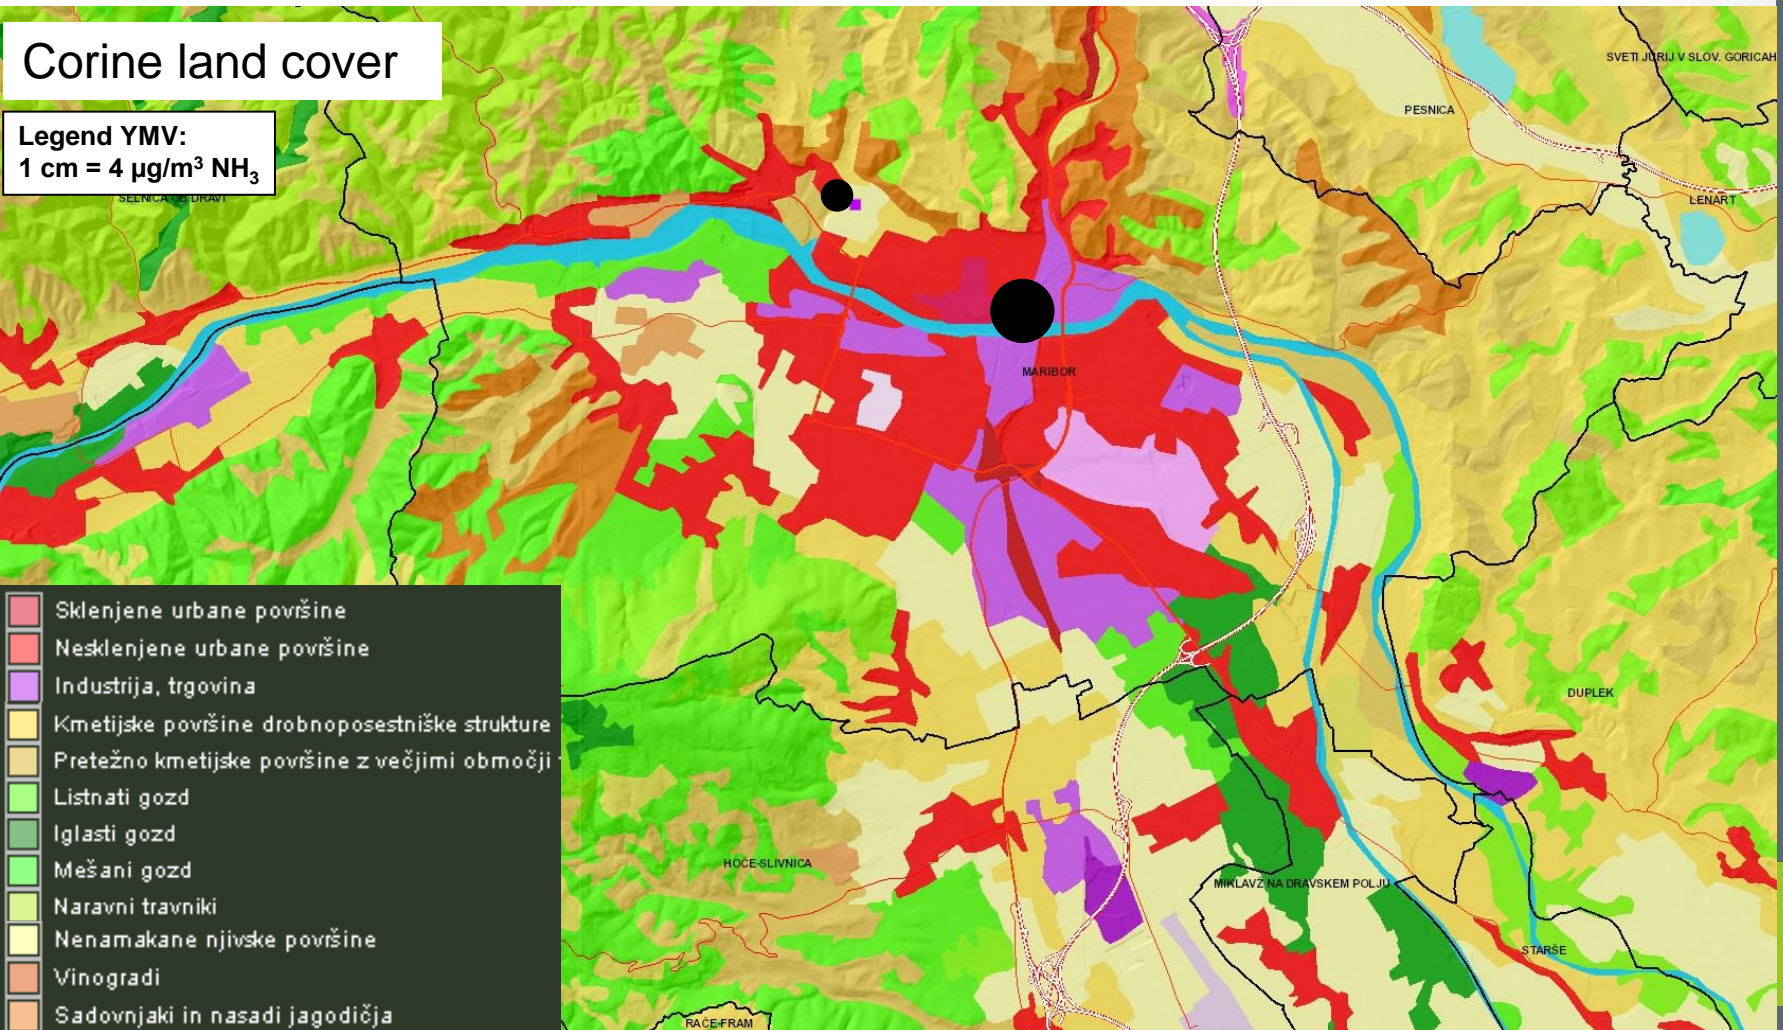 Corine land cover
Legend YMV:
1 cm = 4 µg/m³ NH₃
SELNICA OB DRAVI
SVETI JURIJ V SLOV. GORICAH
PESNICA
LENART
MARIBOR
DUPLEK
HOČE-SLIVNICA
MIKLAVŽ NA DRAVSKEM POLJU
STARŠE
RAČE-FRAM
Sklenjene urbane površine
Nesklenjene urbane površine
Industrija, trgovina
Kmetijske površine drobnoposestniške strukture
Pretežno kmetijske površine z večjimi območji
Listnati gozd
Iglasti gozd
Mešani gozd
Naravni travniki
Nenamakane njivske površine
Vinogradi
Sadovnjaki in nasadi jagodičja